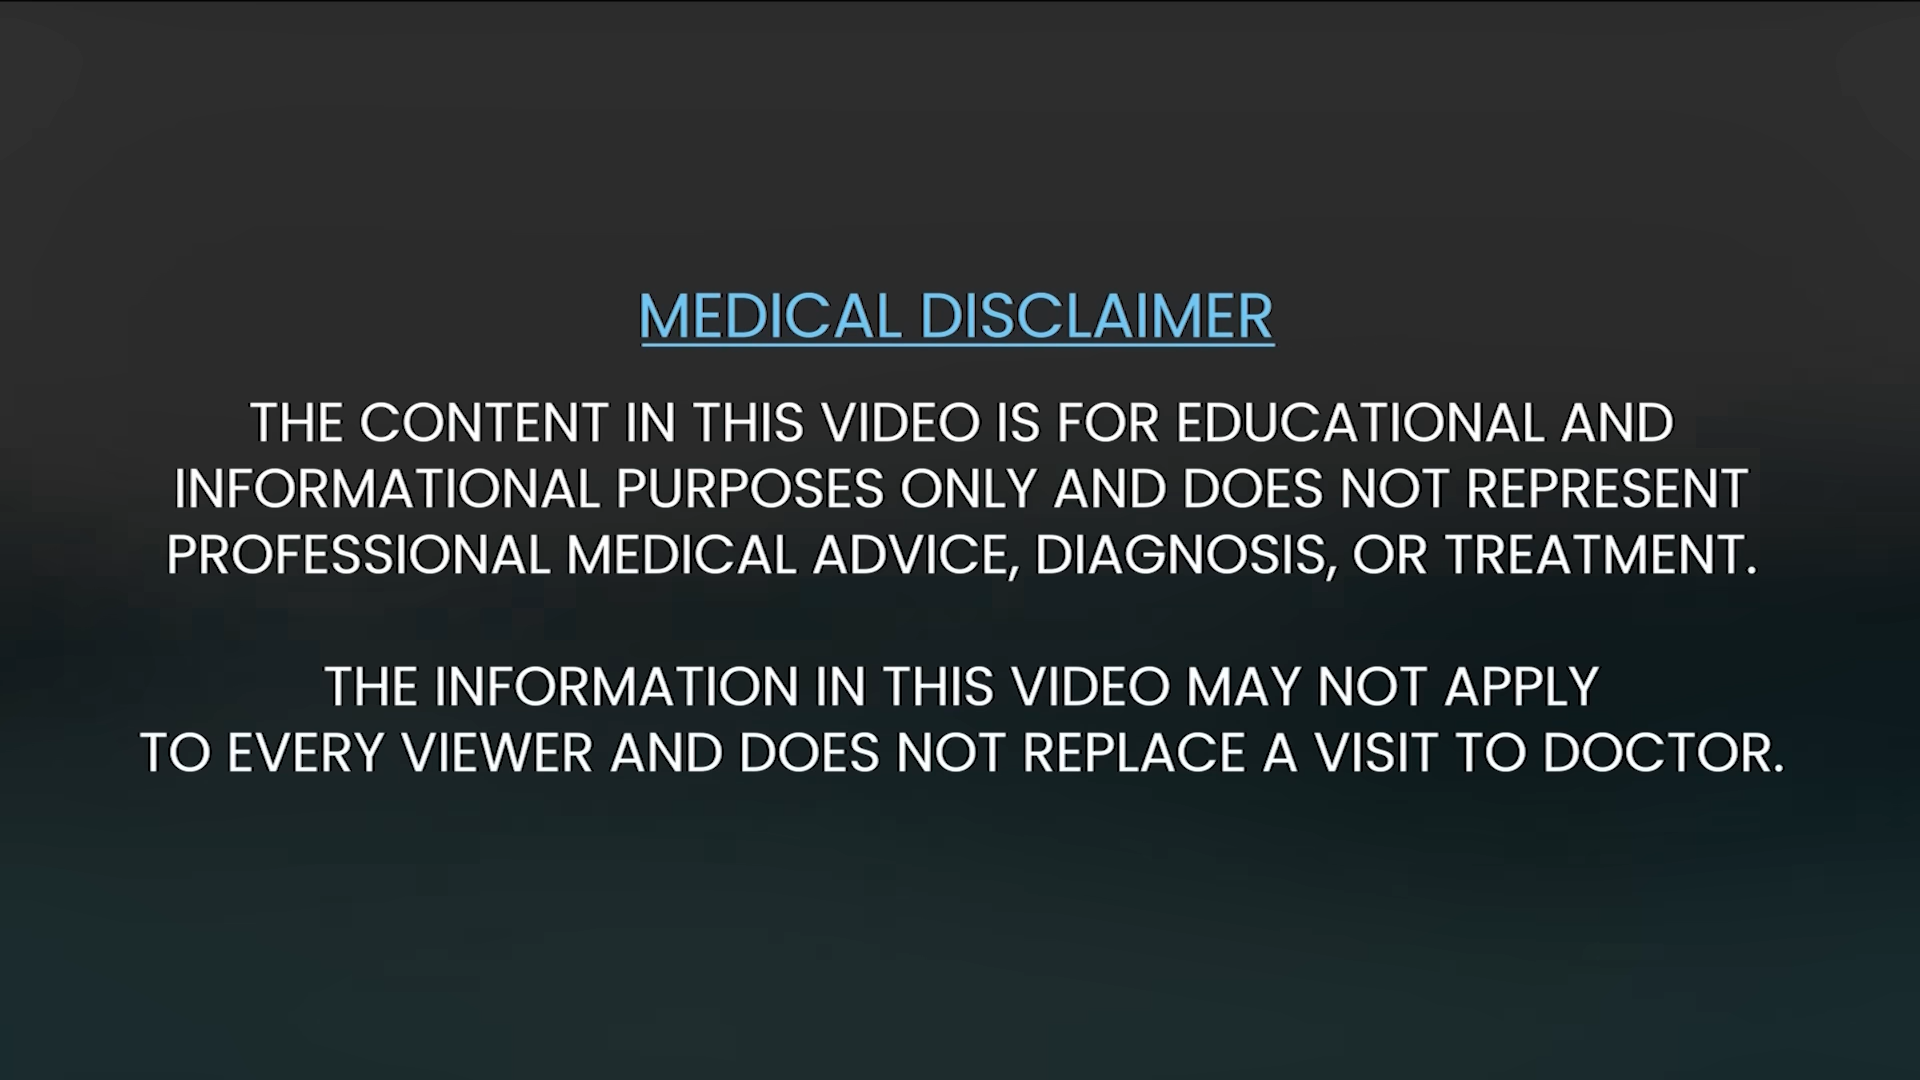 MEDICAL DISCLAIMER
THE CONTENT IN THIS VIDEO IS FOR EDUCATIONAL AND
INFORMATIONAL PURPOSES ONLY AND DOES NOT REPRESENT
PROFESSIONAL MEDICAL ADVICE, DIAGNOSIS, OR TREATMENT.
THE INFORMATION IN THIS VIDEO MAY NOT APPLY
TO EVERY VIEWER AND DOES NOT REPLACE A VISIT TO DOCTOR.